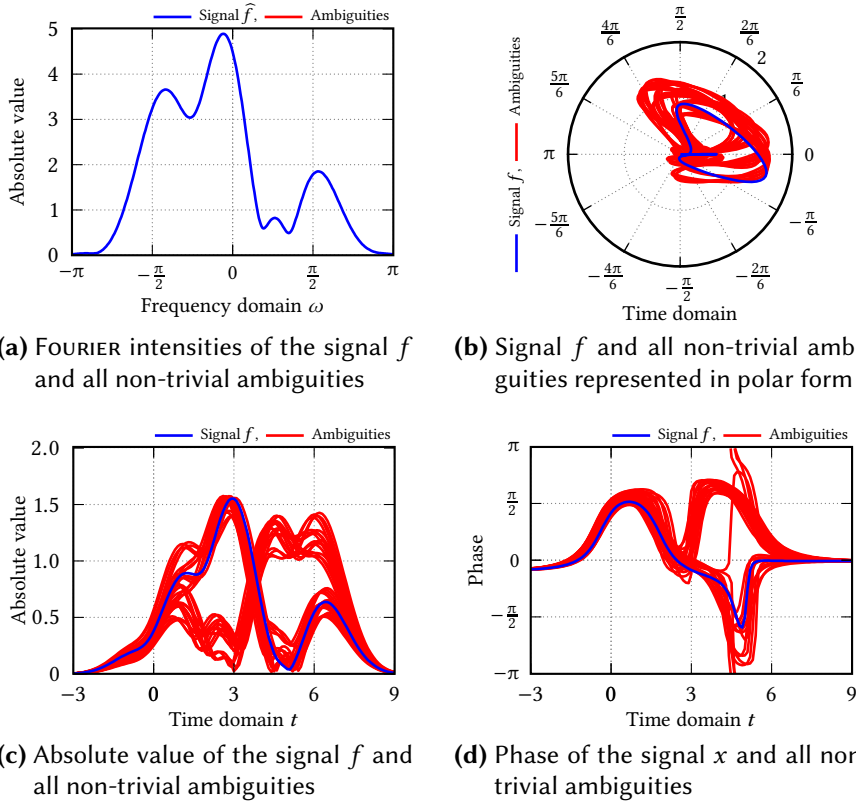 Signal f̂, Ambiguities
Absolute value
5
4
3
2
1
0
−π
−π/2
0
π/2
π
Frequency domain ω
(a) FOURIER intensities of the signal f
and all non-trivial ambiguities
Signal f, Ambiguities
π/2
4π/6
2π/6
5π/6
π/6
π
0
−5π/6
−π/6
−4π/6
−2π/6
−π/2
1
2
Time domain
(b) Signal f and all non-trivial amb
guities represented in polar form
Signal f, Ambiguities
Absolute value
2.0
1.5
1.0
0.5
0
−3
0
3
6
9
Time domain t
(c) Absolute value of the signal f and
all non-trivial ambiguities
Signal f, Ambiguities
Phase
π
π/2
0
−π/2
−π
−3
0
3
6
9
Time domain t
(d) Phase of the signal x and all non
trivial ambiguities